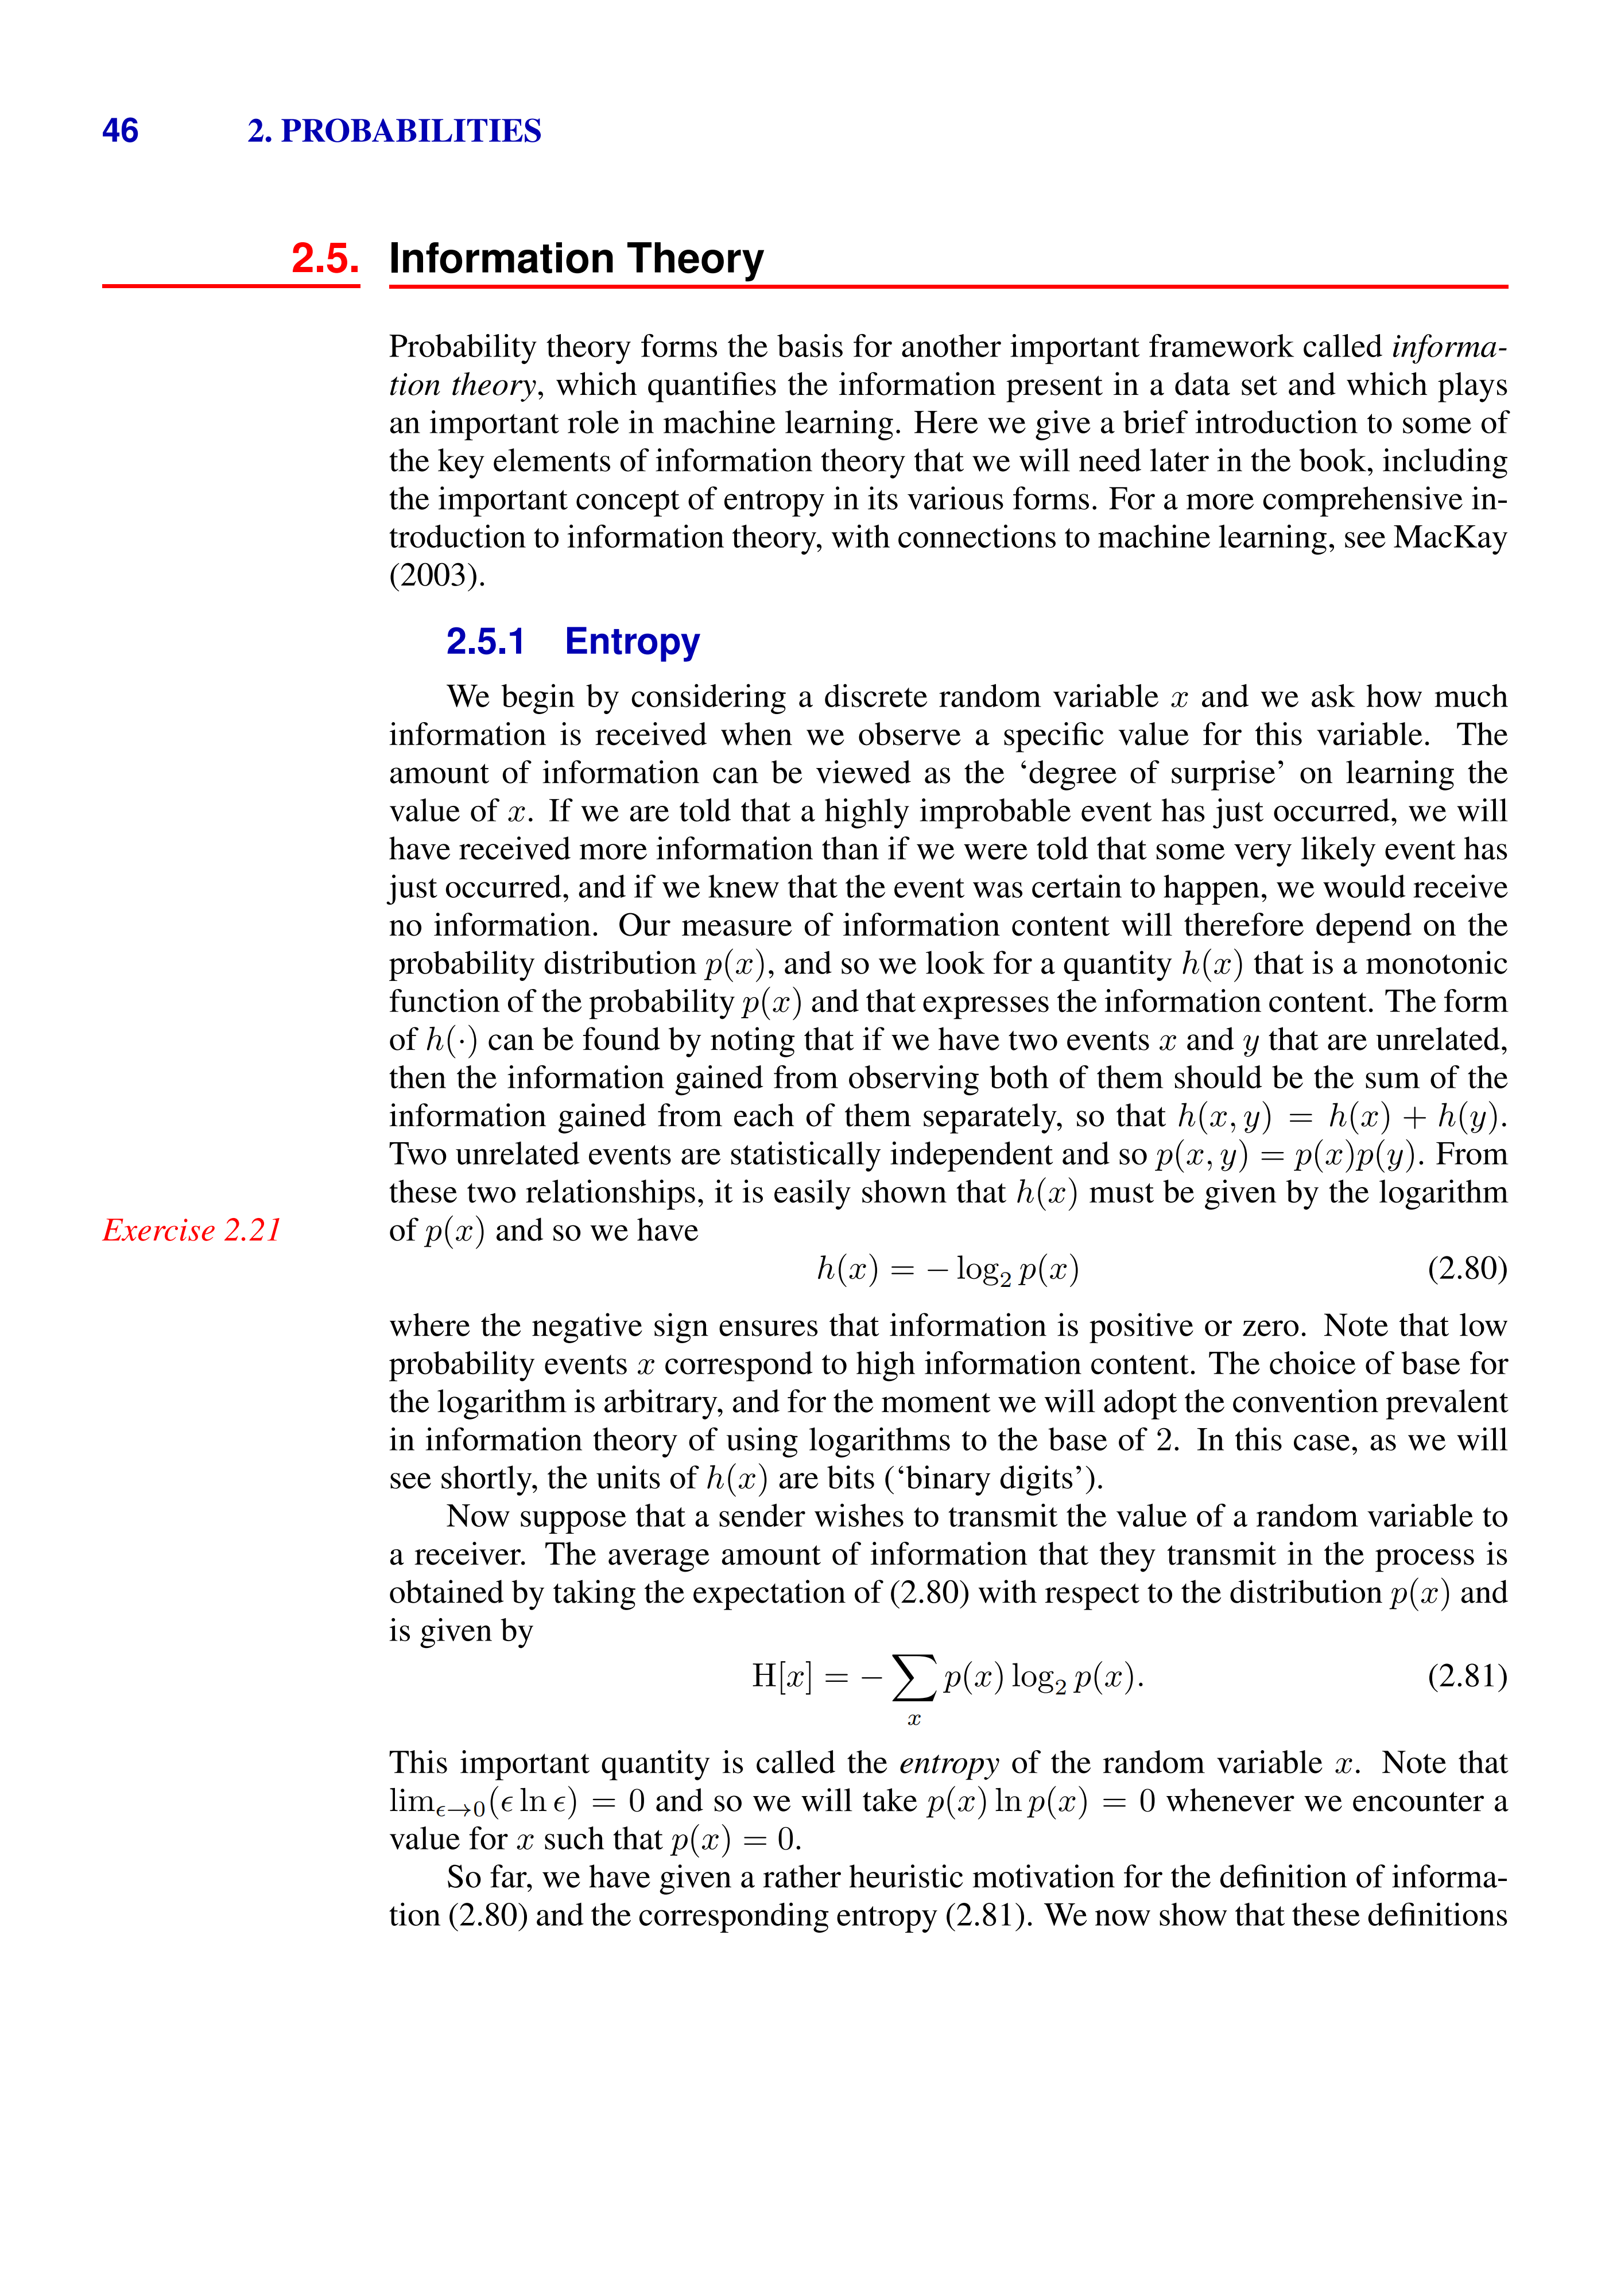 46 2. PROBABILITIES
2.5. Information Theory
Probability theory forms the basis for another important framework called informa-
tion theory, which quantifies the information present in a data set and which plays
an important role in machine learning. Here we give a brief introduction to some of
the key elements of information theory that we will need later in the book, including
the important concept of entropy in its various forms. For a more comprehensive in-
troduction to information theory, with connections to machine learning, see MacKay
(2003).
2.5.1 Entropy
We begin by considering a discrete random variable x and we ask how much
information is received when we observe a specific value for this variable. The
amount of information can be viewed as the ‘degree of surprise’ on learning the
value of x. If we are told that a highly improbable event has just occurred, we will
have received more information than if we were told that some very likely event has
just occurred, and if we knew that the event was certain to happen, we would receive
no information. Our measure of information content will therefore depend on the
probability distribution p(x), and so we look for a quantity h(x) that is a monotonic
function of the probability p(x) and that expresses the information content. The form
of h(·) can be found by noting that if we have two events x and y that are unrelated,
then the information gained from observing both of them should be the sum of the
information gained from each of them separately, so that h(x, y) = h(x) + h(y).
Two unrelated events are statistically independent and so p(x, y) = p(x)p(y). From
these two relationships, it is easily shown that h(x) must be given by the logarithm
Exercise 2.21 of p(x) and so we have
h(x) = − log₂ p(x) (2.80)
where the negative sign ensures that information is positive or zero. Note that low
probability events x correspond to high information content. The choice of base for
the logarithm is arbitrary, and for the moment we will adopt the convention prevalent
in information theory of using logarithms to the base of 2. In this case, as we will
see shortly, the units of h(x) are bits (‘binary digits’).
Now suppose that a sender wishes to transmit the value of a random variable to
a receiver. The average amount of information that they transmit in the process is
obtained by taking the expectation of (2.80) with respect to the distribution p(x) and
is given by
H[x] = − ∑ₓ p(x) log₂ p(x). (2.81)
This important quantity is called the entropy of the random variable x. Note that
lim_{ϵ→0}(ϵ ln ϵ) = 0 and so we will take p(x) ln p(x) = 0 whenever we encounter a
value for x such that p(x) = 0.
So far, we have given a rather heuristic motivation for the definition of informa-
tion (2.80) and the corresponding entropy (2.81). We now show that these definitions